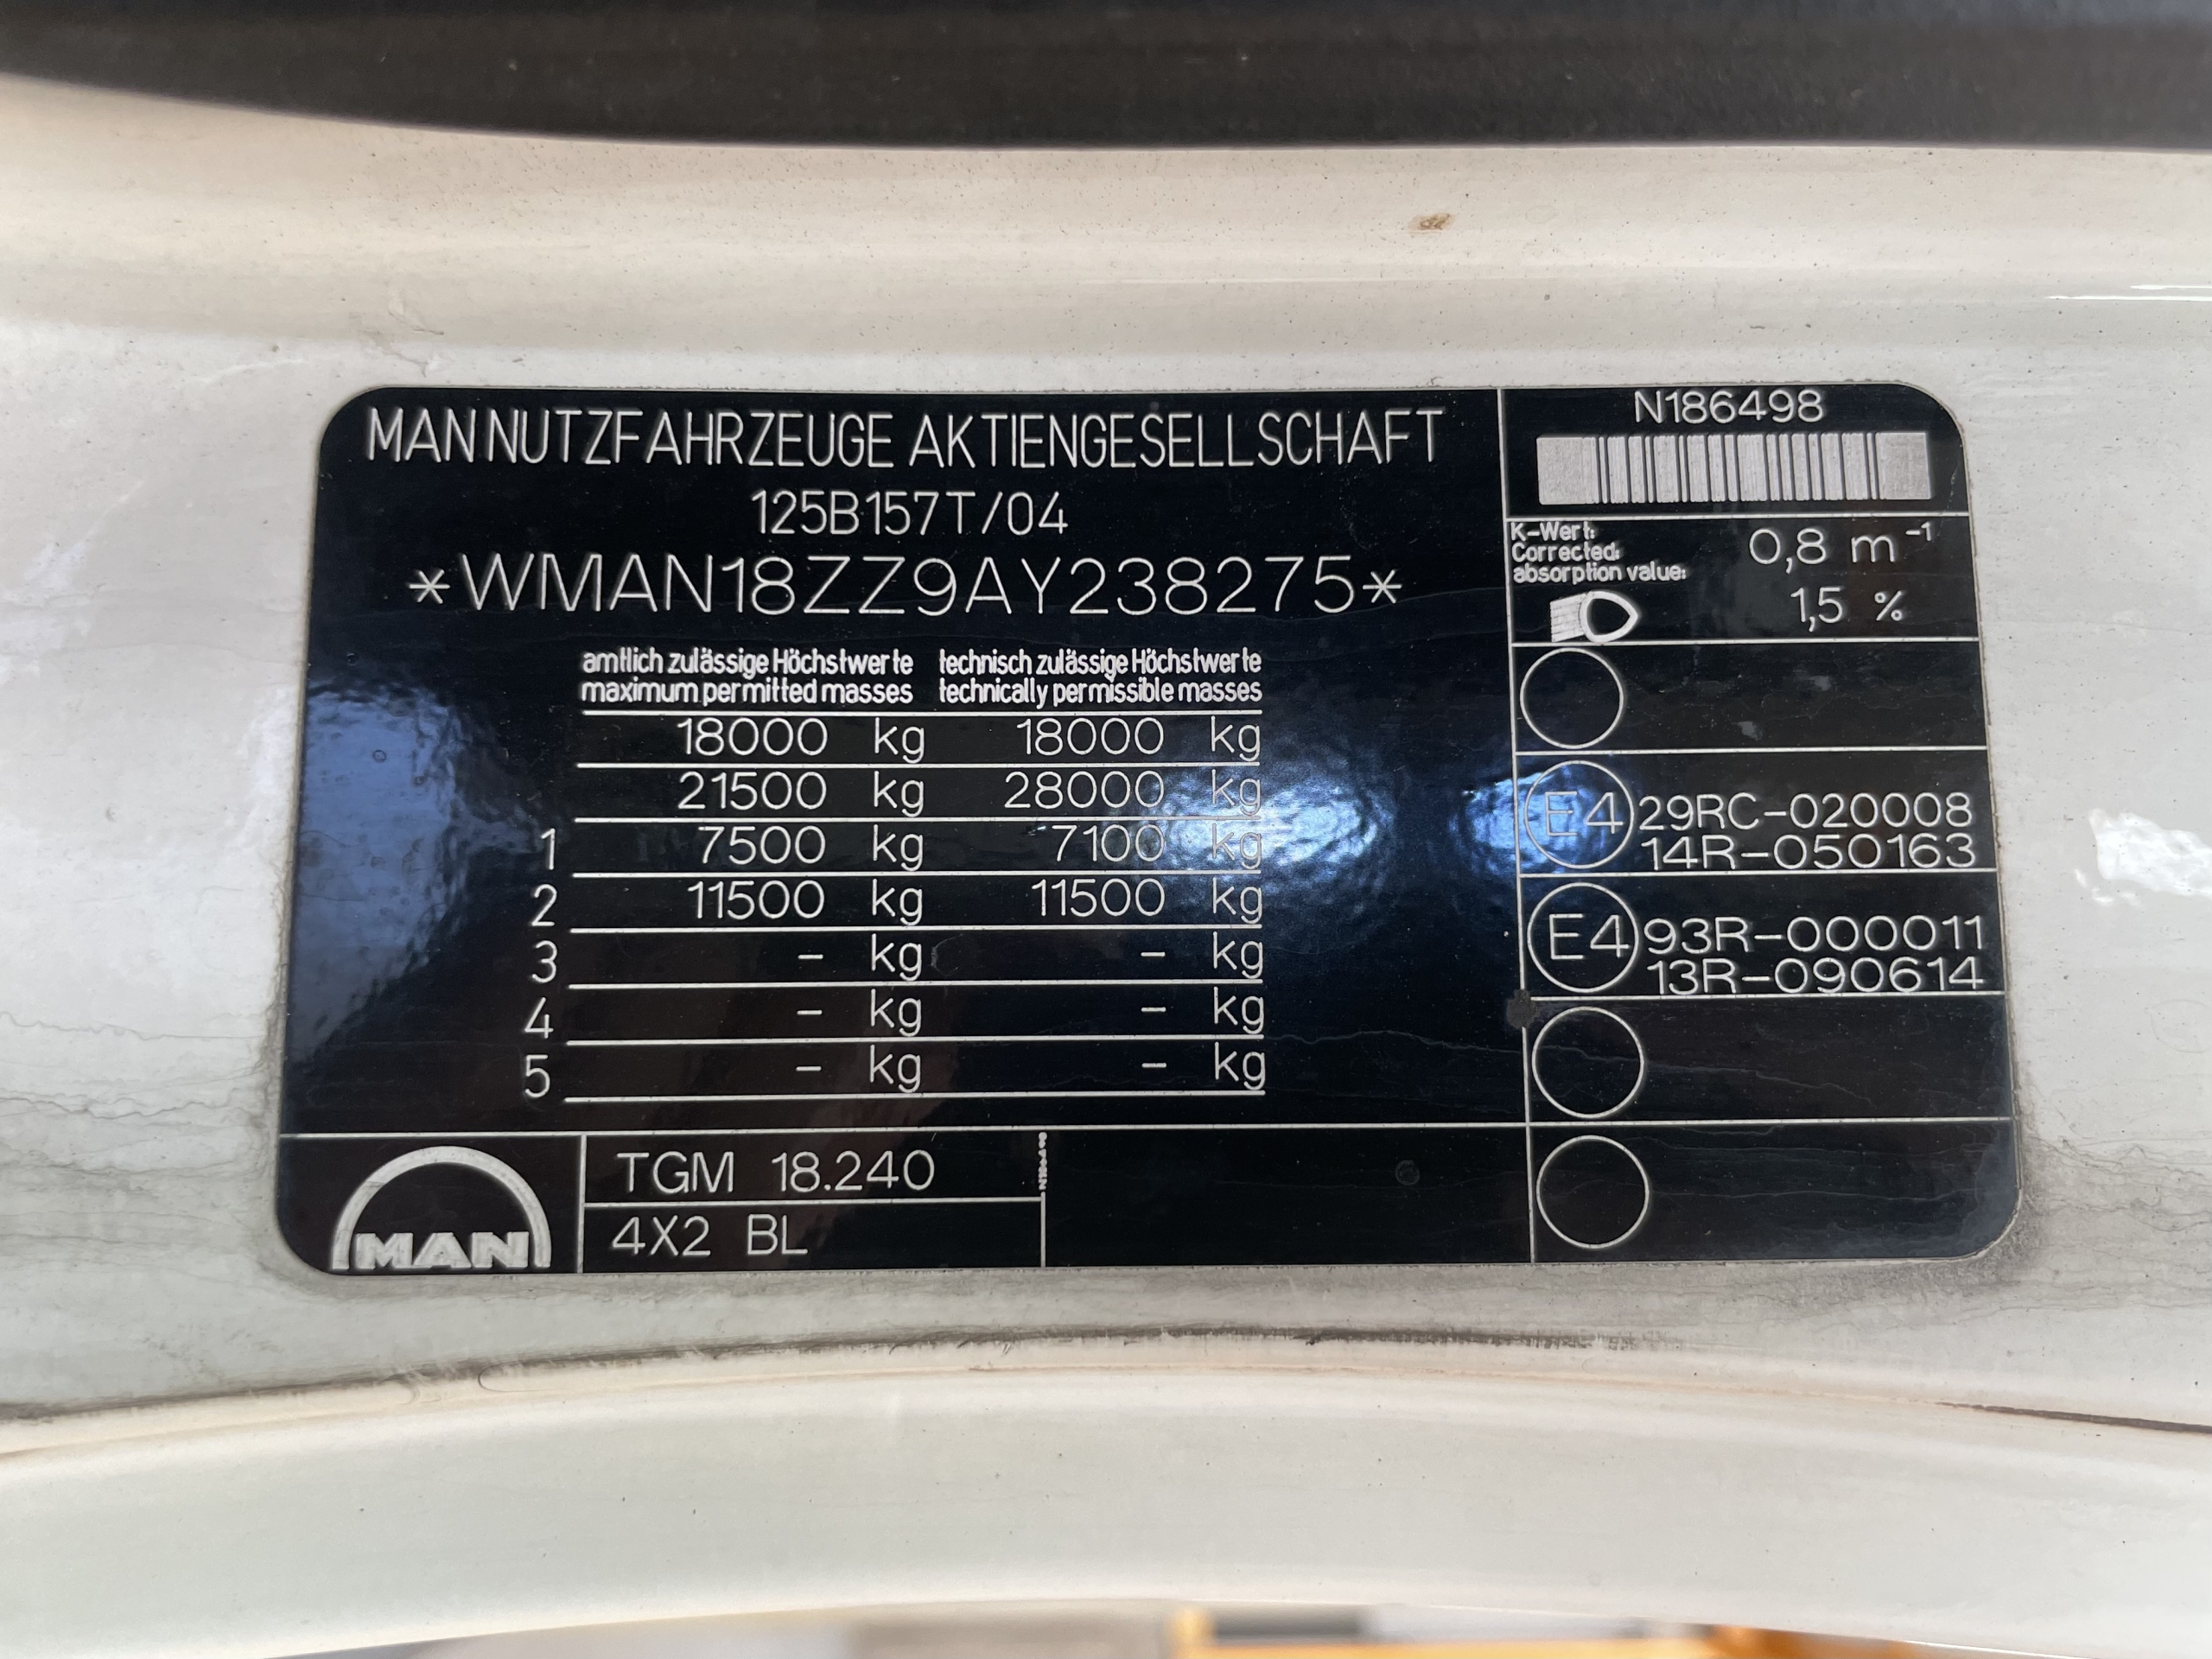 MAN NUTZFAHRZEUGE AKTIENGESELLSCHAFT
125B157T/04
*WMAN18ZZ9AY238275*
amtlich zulässige Höchstwerte technisch zulässige Höchstwerte
maximum permitted masses technically permissible masses
18000 kg 18000 kg
21500 kg 28000 kg
1 7500 kg 7100 kg
2 11500 kg 11500 kg
3 - kg - kg
4 - kg - kg
5 - kg - kg
MAN
TGM 18.240
4X2 BL
N186498
K-Wert:
Corrected:
absorption value:
0,8 m⁻¹
1,5 %
E4 29RC-020008
14R-050163
E4 93R-000011
13R-090614